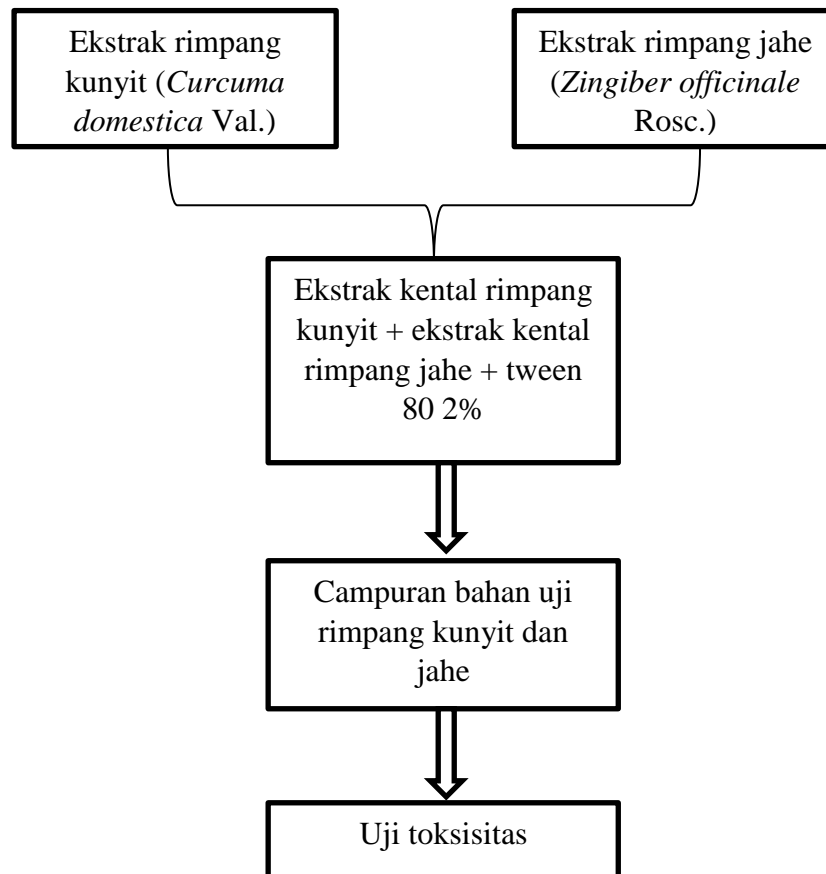 Ekstrak rimpang
kunyit (Curcuma
domestica Val.)
Ekstrak rimpang jahe
(Zingiber officinale
Rosc.)
Ekstrak kental rimpang
kunyit + ekstrak kental
rimpang jahe + tween
80 2%
Campuran bahan uji
rimpang kunyit dan
jahe
Uji toksisitas